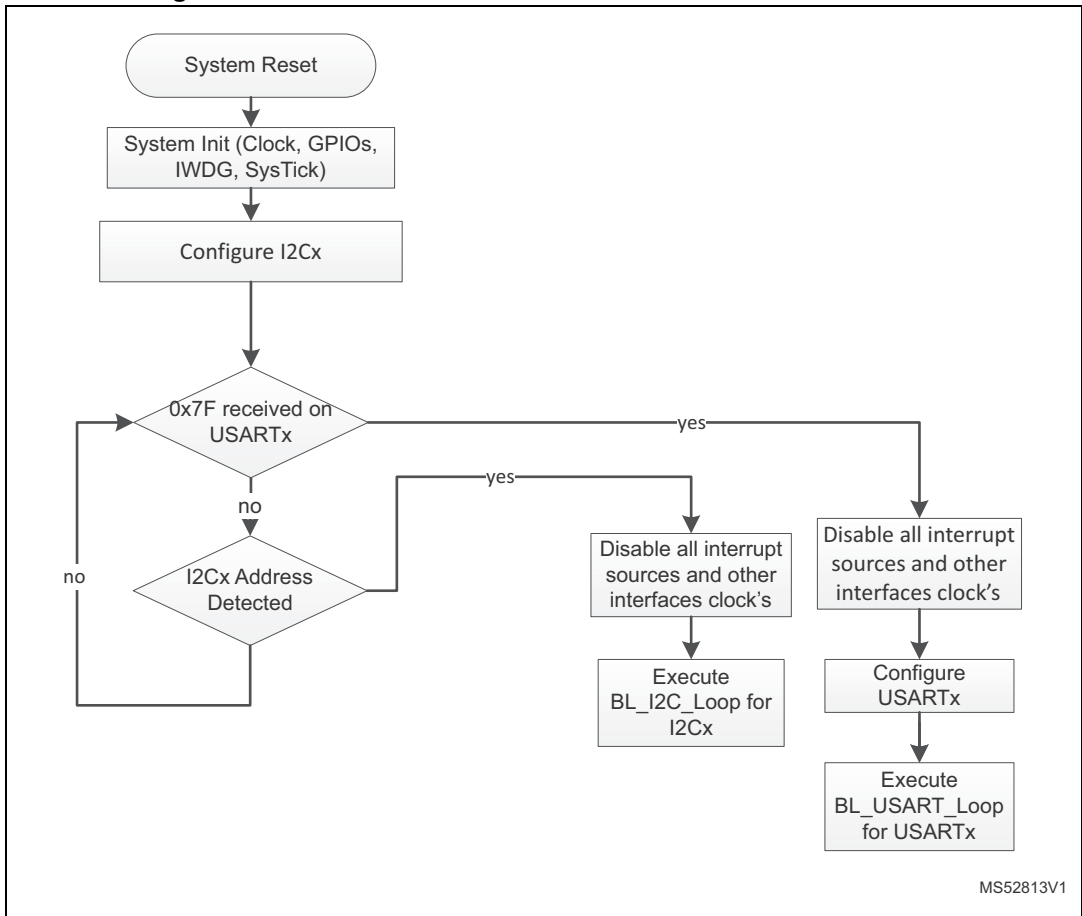 System Reset
System Init (Clock, GPIOs,
IWDG, SysTick)
Configure I2Cx
0x7F received on
USARTx
yes
no
yes
I2Cx Address
Detected
no
Disable all interrupt
sources and other
interfaces clock's
Execute
BL_I2C_Loop for
I2Cx
Disable all interrupt
sources and other
interfaces clock's
Configure
USARTx
Execute
BL_USART_Loop
for USARTx
MS52813V1